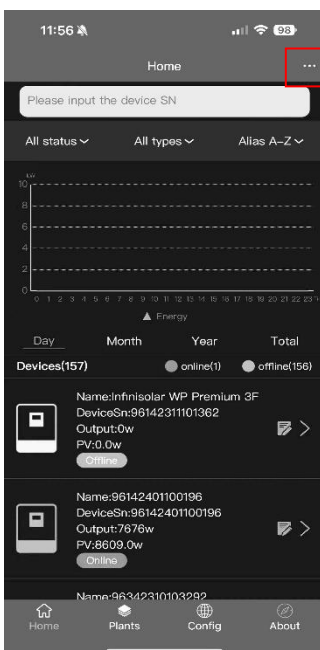 11:56
98
Home
...
Please input the device SN
All status
All types
Alias A-Z
kW
10
8
6
4
2
0
0 1 2 3 4 5 6 7 8 9 10 11 12 13 14 15 16 17 18 19 20 21 22 23
Energy
Day Month Year Total
Devices(157) online(1) offline(156)
Name:Infinisolar WP Premium 3F
DeviceSn:96142311101362
Output:0w
PV:0.0w
Offline
Name:96142401100196
DeviceSn:96142401100196
Output:7676w
PV:8609.0w
Online
Name:96342310103292
Home Plants Config About